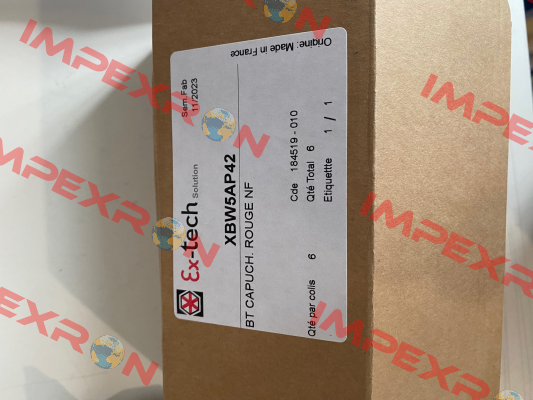 Ex-tech Solution
Sem.Fab
11/2023
XBW5AP42
BT CAPUCH. ROUGE NF
Cde 184519 - 010
Qté par colis 6
Qté Total 6
Etiquettte 1 / 1
Origine: Made in France
IMPEXRON
IMPEXRON
IMPEXRON
IMPEXRON
IMPEXRON